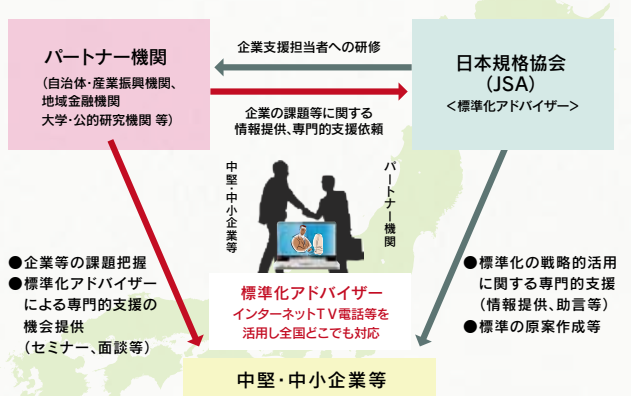 パートナー機関
（自治体・産業振興機関、
地域金融機関
大学・公的研究機関 等）
企業支援担当者への研修
企業の課題等に関する
情報提供、専門的支援依頼
日本規格協会
（JSA）
＜標準化アドバイザー＞
中堅・中小企業等
パートナー機関
●企業等の課題把握
●標準化アドバイザー
による専門的支援の
機会提供
（セミナー、面談等）
標準化アドバイザー
インターネットＴＶ電話等を
活用し全国どこでも対応
●標準化の戦略的活用
に関する専門的支援
（情報提供、助言等）
●標準の原案作成等
中堅・中小企業等